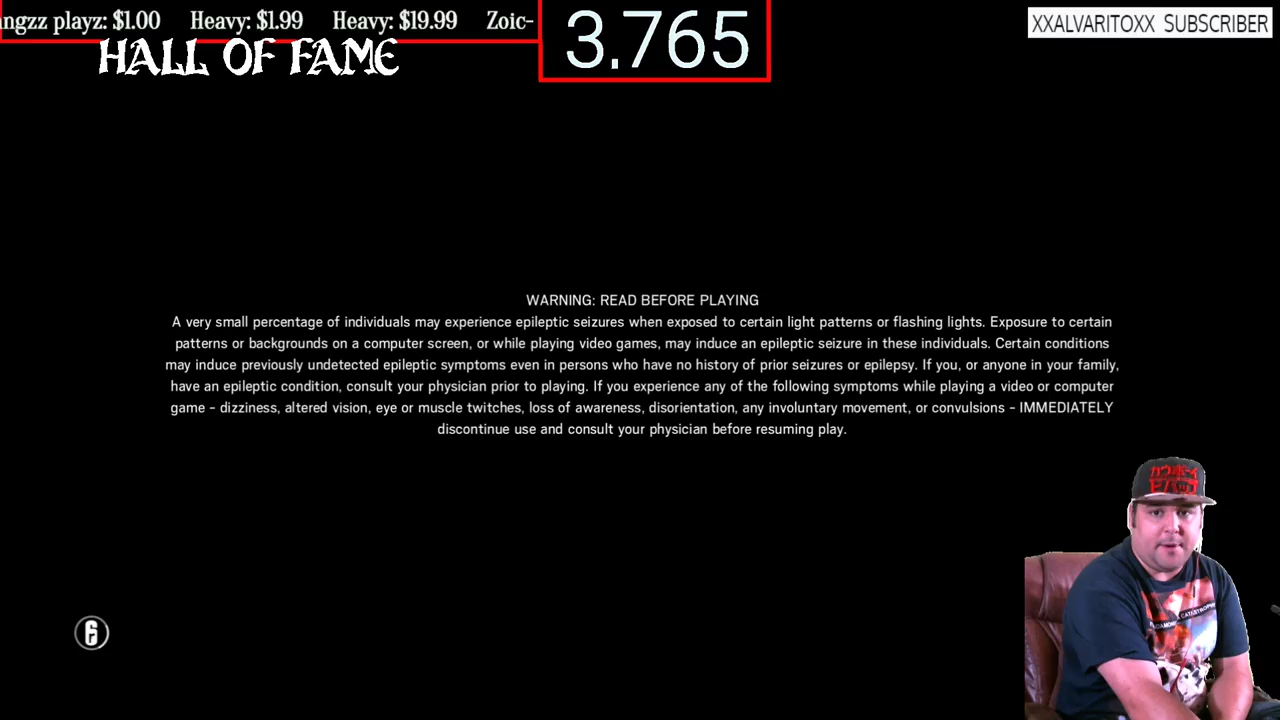 ngzz playz: $1.00 Heavy: $1.99 Heavy: $19.99 Zoic-
HALL OF FAME
3.765
XXALVARITOXX SUBSCRIBER
WARNING: READ BEFORE PLAYING
A very small percentage of individuals may experience epileptic seizures when exposed to certain light patterns or flashing lights. Exposure to certain
patterns or backgrounds on a computer screen, or while playing video games, may induce an epileptic seizure in these individuals. Certain conditions
may induce previously undetected epileptic symptoms even in persons who have no history of prior seizures or epilepsy. If you, or anyone in your family,
have an epileptic condition, consult your physician prior to playing. If you experience any of the following symptoms while playing a video or computer
game - dizziness, altered vision, eye or muscle twitches, loss of awareness, disorientation, any involuntary movement, or convulsions - IMMEDIATELY
discontinue use and consult your physician before resuming play.
6